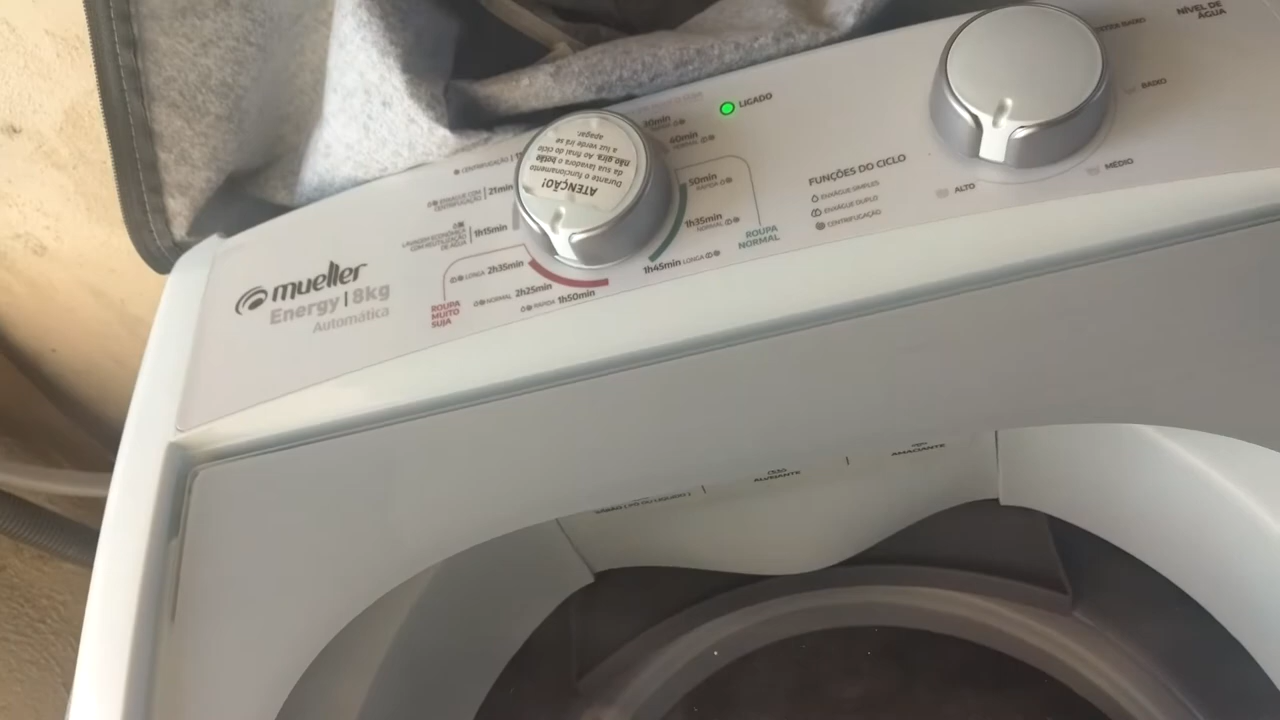 mueller
Energy | 8kg
Automática
CENTRIFUGAÇÃO
ENXÁGUE COM
CENTRIFUGAÇÃO
21min
LAVAGEM ECONÔMICA
COM REUTILIZAÇÃO
DE ÁGUA
1h15min
LONGA 2h35min
NORMAL 2h25min
RÁPIDA 1h50min
ROUPA
MUITO
SUJA
ATENÇÃO!
Durante o funcionamento
da sua lavadora o botão
não gira. Ao final do ciclo
a luz verde irá se
apagar.
30min
60min
NORMAL
50min
RÁPIDA
1h35min
NORMAL
1h45min LONGA
ROUPA
NORMAL
LIGADO
FUNÇÕES DO CICLO
ENXÁGUE SIMPLES
ENXÁGUE DUPLO
CENTRIFUGAÇÃO
NÍVEL DE
ÁGUA
BAIXO
BAIXO
MÉDIO
ALTO
ALVEJANTE
AMACIANTE